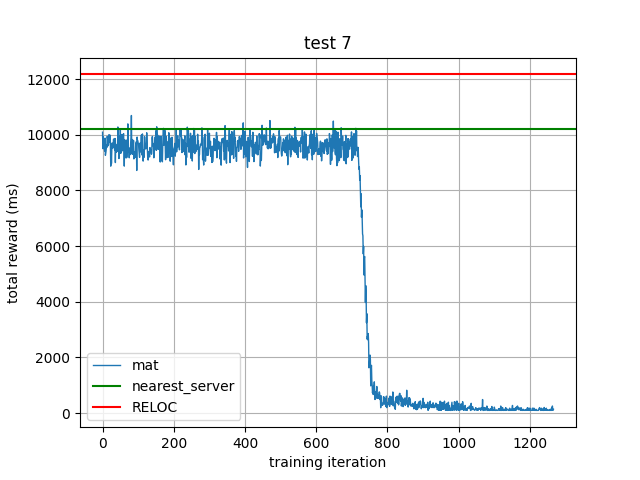 test 7
total reward (ms)
12000
10000
8000
6000
4000
2000
0
mat
nearest_server
RELOC
0 200 400 600 800 1000 1200
training iteration